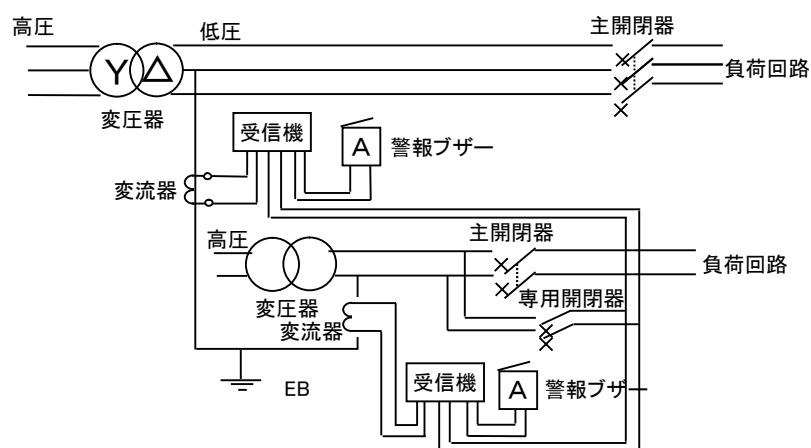 高圧
低圧
主開閉器
Y △
負荷回路
変圧器
受信機
A
警報ブザー
変流器
高圧
主開閉器
負荷回路
専用開閉器
変圧器
変流器
受信機
A
警報ブザー
EB